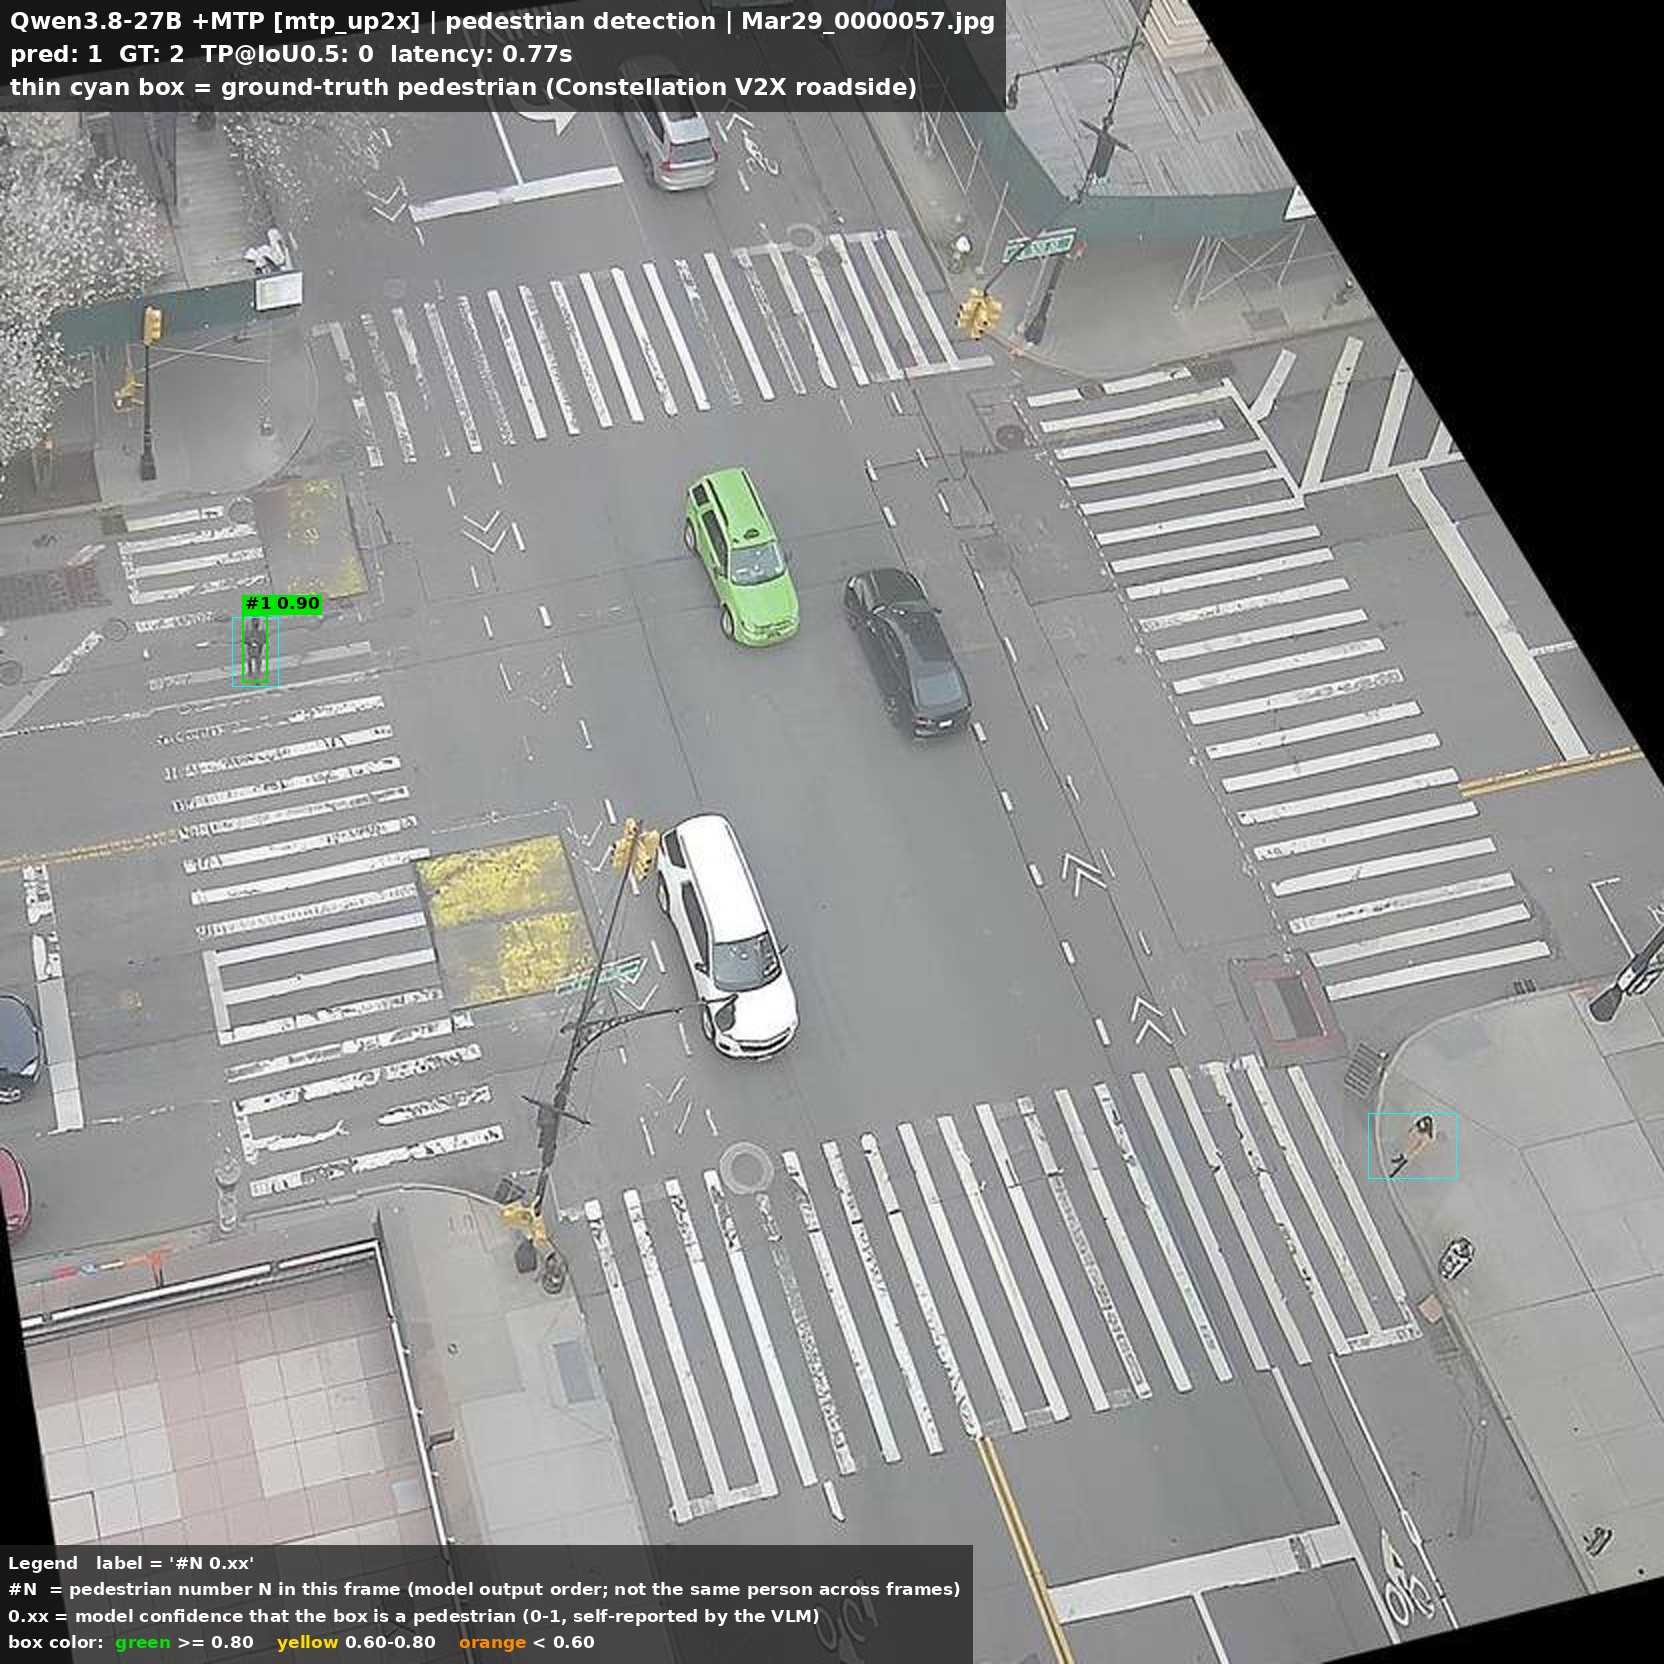 Qwen3.8-27B +MTP [mtp_up2x] | pedestrian detection | Mar29_0000057.jpg
pred: 1  GT: 2  TP@IoU0.5: 0  latency: 0.77s
thin cyan box = ground-truth pedestrian (Constellation V2X roadside)
#1 0.90
Legend   label = '#N 0.xx'
#N  = pedestrian number N in this frame (model output order; not the same person across frames)
0.xx = model confidence that the box is a pedestrian (0-1, self-reported by the VLM)
box color:  green >= 0.80    yellow 0.60-0.80    orange < 0.60